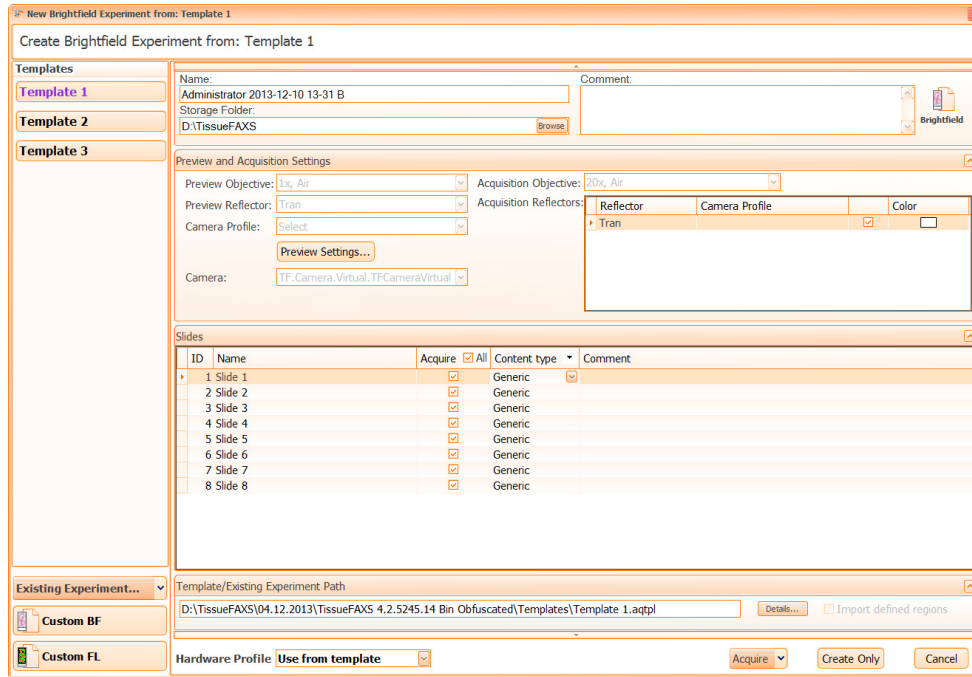 New Brightfield Experiment from: Template 1
Create Brightfield Experiment from: Template 1
Templates
Template 1
Template 2
Template 3
Existing Experiment...
Custom BF
Custom FL
Name:
Administrator 2013-12-10 13-31 B
Storage Folder:
D:\TissueFAXS
Browse
Comment:
Brightfield
Preview and Acquisition Settings
Preview Objective: 1x, Air
Preview Reflector: Tran
Camera Profile: Select
Preview Settings...
Camera: TF.Camera.Virtual.TFCameraVirtual
Acquisition Objective: 20x, Air
Acquisition Reflectors:
Reflector Camera Profile Color
Tran
Slides
ID Name Acquire All Content type Comment
1 Slide 1 Generic
2 Slide 2 Generic
3 Slide 3 Generic
4 Slide 4 Generic
5 Slide 5 Generic
6 Slide 6 Generic
7 Slide 7 Generic
8 Slide 8 Generic
Template/Existing Experiment Path
D:\TissueFAXS\04.12.2013\TissueFAXS 4.2.5245.14 Bin Obfuscated\Templates\Template 1.aqtpl
Details... Import defined regions
Hardware Profile Use from template
Acquire Create Only Cancel